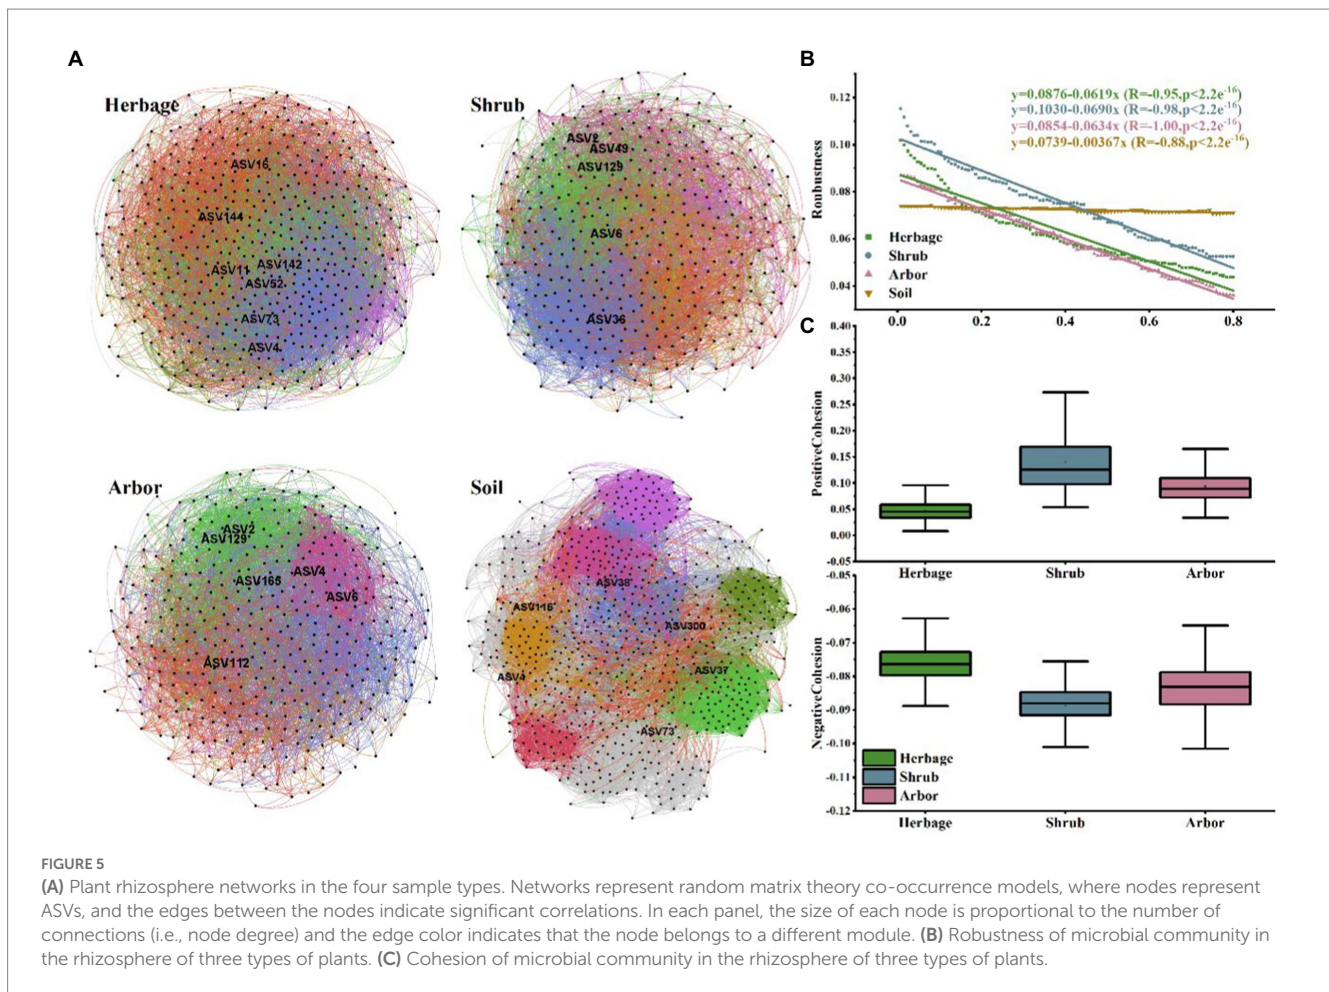 A
Herbage
ASV16
ASV144
ASV11
ASV142
ASV52
ASV73
ASV4
Shrub
ASV2
ASV49
ASV129
ASV6
ASV36
Arbor
ASV2
ASV129
ASV165
ASV4
ASV6
ASV112
Soil
ASV38
ASV116
ASV300
ASV4
ASV37
ASV73
B
y=0.0876-0.0619x (R=-0.95,p<2.2e-16)
y=0.1030-0.0690x (R=-0.98,p<2.2e-16)
y=0.0854-0.0634x (R=-1.00,p<2.2e-16)
y=0.0739-0.00367x (R=-0.88,p<2.2e-16)
Roubustness
0.12
0.10
0.08
0.06
0.04
Herbage
Shrub
Arbor
Soil
0.0 0.2 0.4 0.6 0.8
C
PositiveCohesion
0.40
0.35
0.30
0.25
0.20
0.15
0.10
0.05
0.00
-0.05
Herbage Shrub Arbor
NegativeCohesion
-0.05
-0.06
-0.07
-0.08
-0.09
-0.10
-0.11
-0.12
Herbage
Shrub
Arbor
Herbage Shrub Arbor
FIGURE 5
(A) Plant rhizosphere networks in the four sample types. Networks represent random matrix theory co-occurrence models, where nodes represent
ASVs, and the edges between the nodes indicate significant correlations. In each panel, the size of each node is proportional to the number of
connections (i.e., node degree) and the edge color indicates that the node belongs to a different module. (B) Robustness of microbial community in
the rhizosphere of three types of plants. (C) Cohesion of microbial community in the rhizosphere of three types of plants.